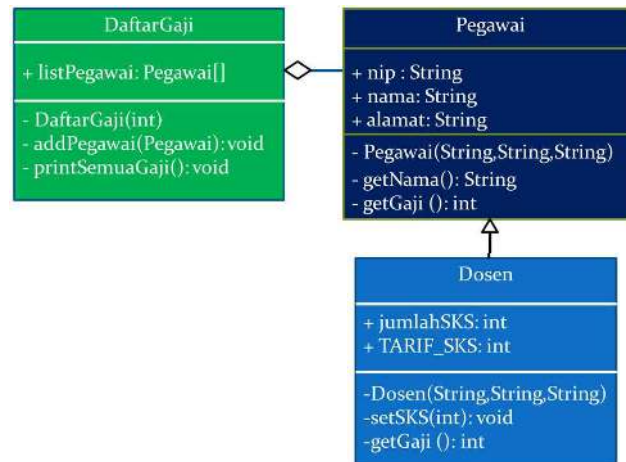 DaftarGaji
+ listPegawai: Pegawai[]
- DaftarGaji(int)
- addPegawai(Pegawai): void
- printSemuaGaji(): void
Pegawai
+ nip : String
+ nama: String
+ alamat: String
- Pegawai(String,String,String)
- getNama(): String
- getGaji (): int
Dosen
+ jumlahSKS: int
+ TARIF_SKS: int
-Dosen(String,String,String)
-setSKS(int): void
-getGaji (): int